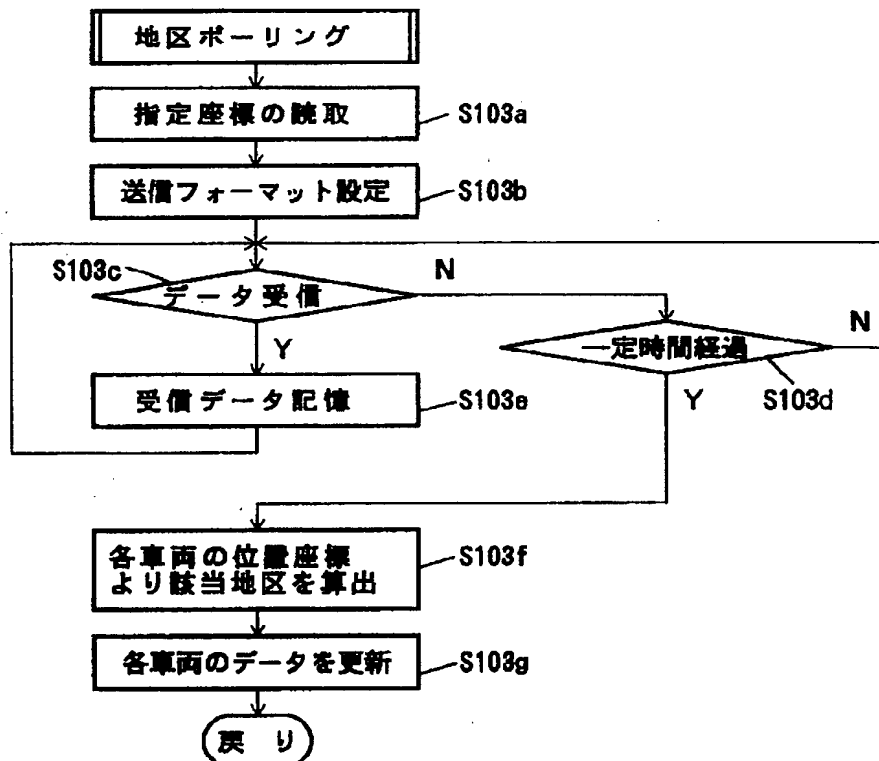 地区ポーリング
指定座標の読取
S103a
送信フォーマット設定
S103b
S103c
データ受信
N
Y
一定時間経過
N
S103d
Y
受信データ記憶
S103e
各車両の位置座標
より該当地区を算出
S103f
各車両のデータを更新
S103g
戻り